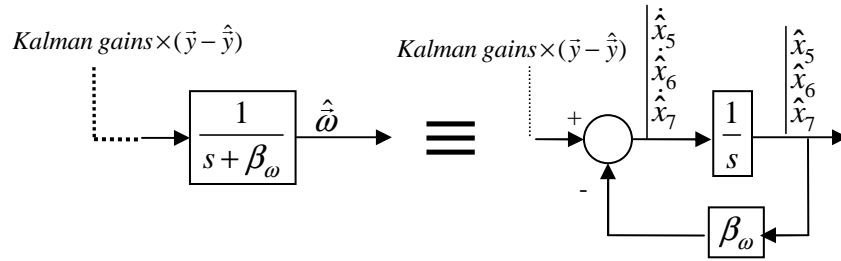 Kalman gains×(y⃗ − ŷ⃗)
1
s + β_ω
ω̂⃗
≡
Kalman gains×(y⃗ − ŷ⃗)
+
-
x̂̇₅
x̂̇₆
x̂̇₇
1
s
x̂₅
x̂₆
x̂₇
β_ω